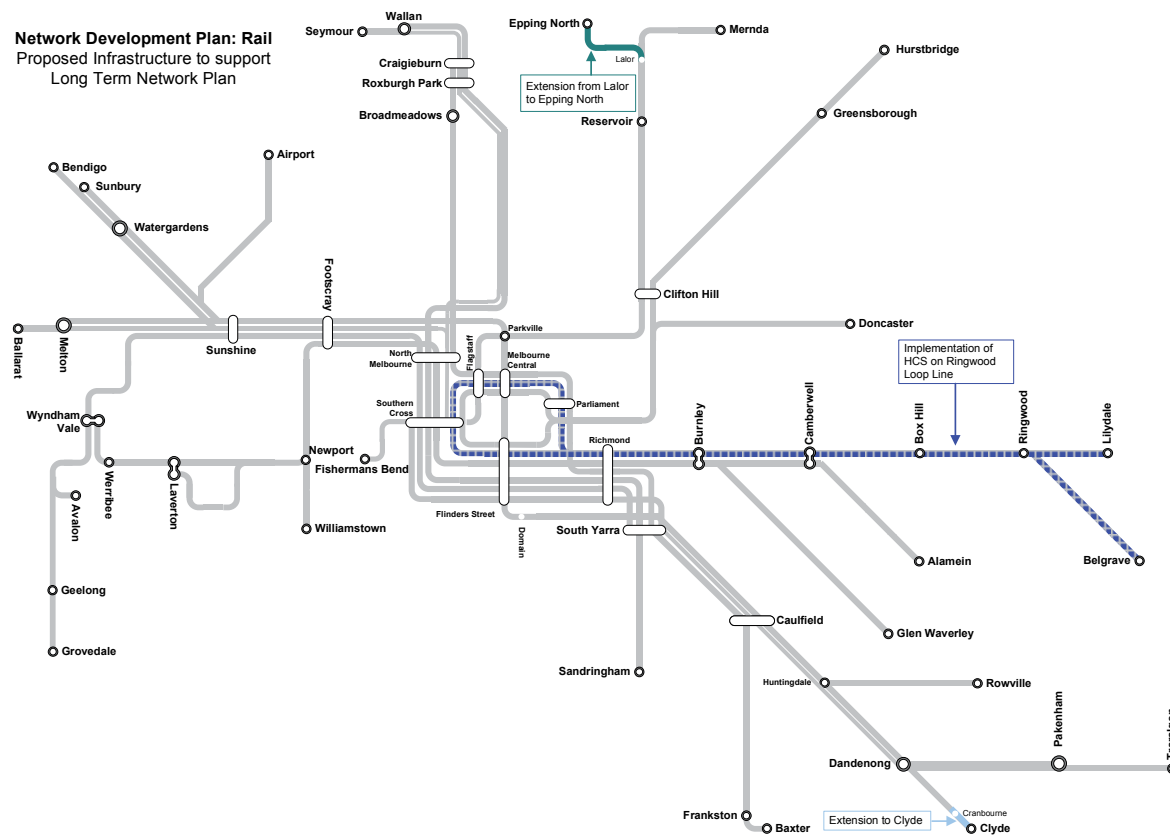 Network Development Plan: Rail
Proposed Infrastructure to support
Long Term Network Plan
Seymour
Wallan
Craigieburn
Roxburgh Park
Broadmeadows
Epping North
Lalor
Extension from Lalor
to Epping North
Reservoir
Mernda
Hurstbridge
Greensborough
Bendigo
Sunbury
Watergardens
Airport
Footscray
Clifton Hill
Doncaster
Ballarat
Melton
Sunshine
North
Melbourne
Flagstaff
Parkville
Melbourne
Central
Implementation of
HCS on Ringwood
Loop Line
Southern
Cross
Parliament
Wyndham
Vale
Richmond
Burnley
Camberwell
Box Hill
Ringwood
Lilydale
Newport
Fishermans Bend
Werribee
Laverton
Avalon
Williamstown
Flinders Street
Domain
South Yarra
Alamein
Belgrave
Geelong
Grovedale
Caulfield
Glen Waverley
Sandringham
Huntingdale
Rowville
Dandenong
Pakenham
Frankston
Baxter
Extension to Clyde
Cranbourne
Clyde